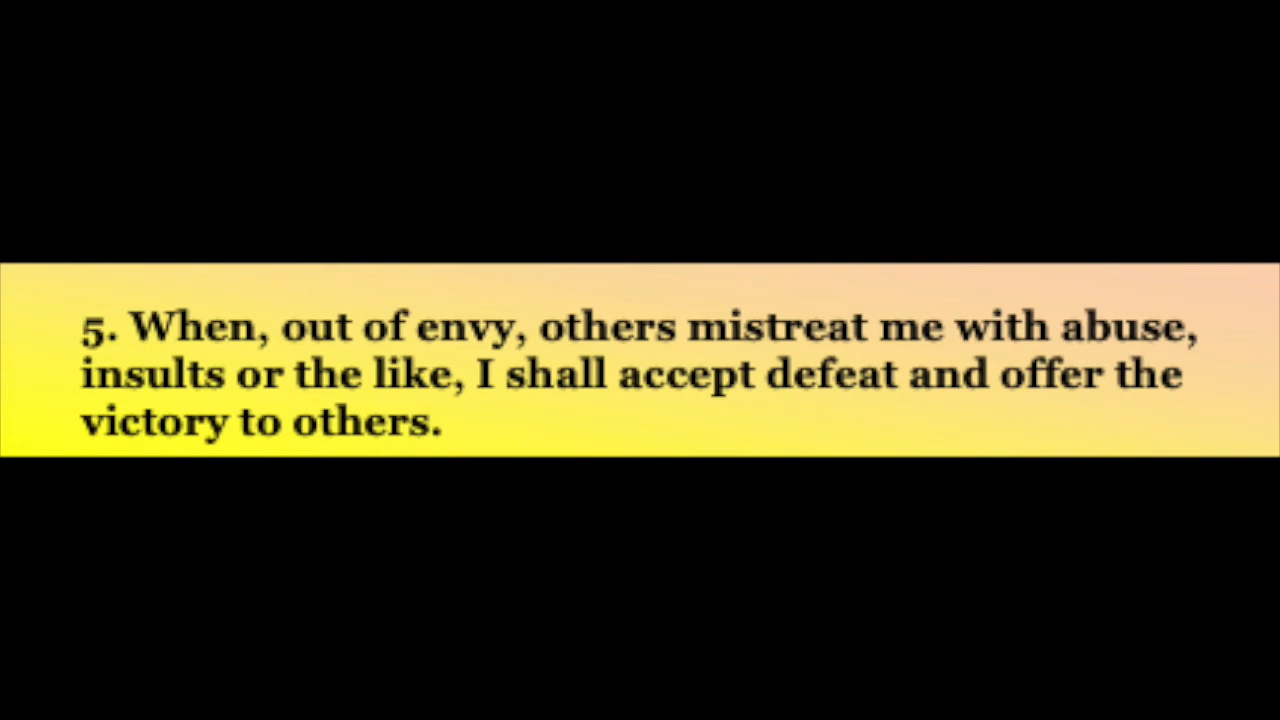 5. When, out of envy, others mistreat me with abuse,
insults or the like, I shall accept defeat and offer the
victory to others.